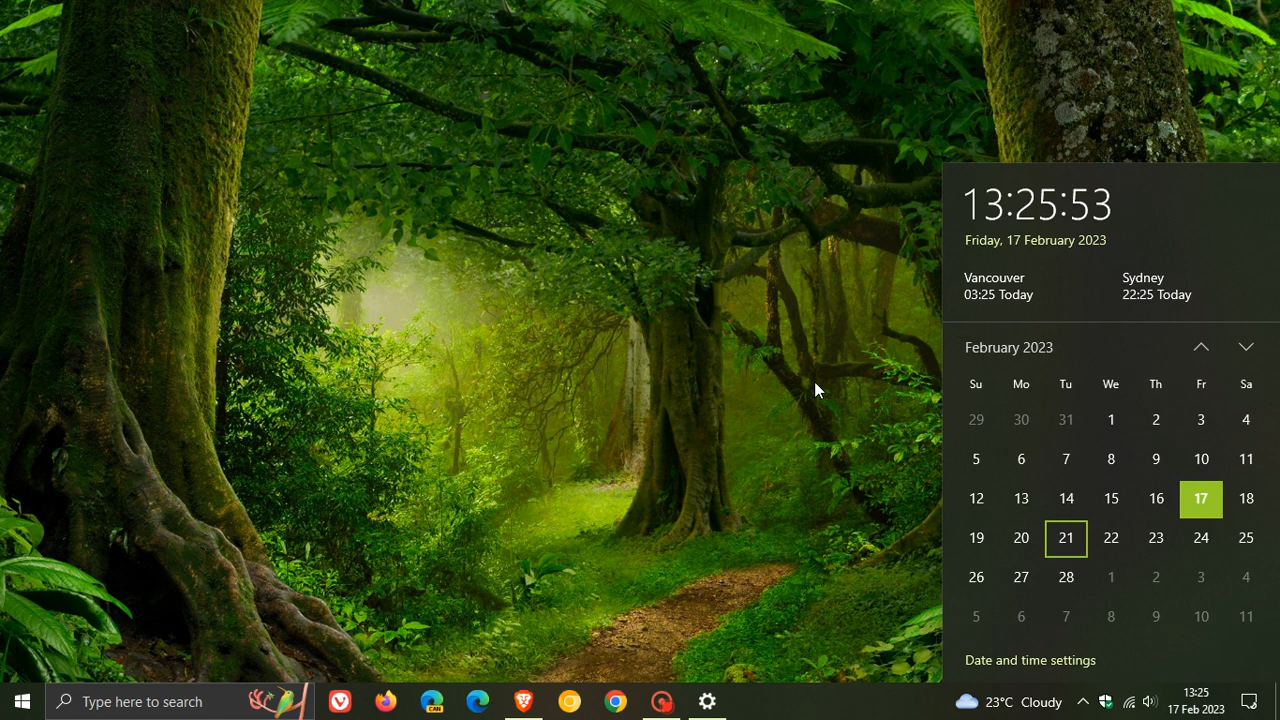 13:25:53
Friday, 17 February 2023
Vancouver Sydney
03:25 Today 22:25 Today
February 2023
Su Mo Tu We Th Fr Sa
29 30 31 1 2 3 4
5 6 7 8 9 10 11
12 13 14 15 16 17 18
19 20 21 22 23 24 25
26 27 28 1 2 3 4
5 6 7 8 9 10 11
Date and time settings
Type here to search
CAN
23°C Cloudy
13:25
17 Feb 2023